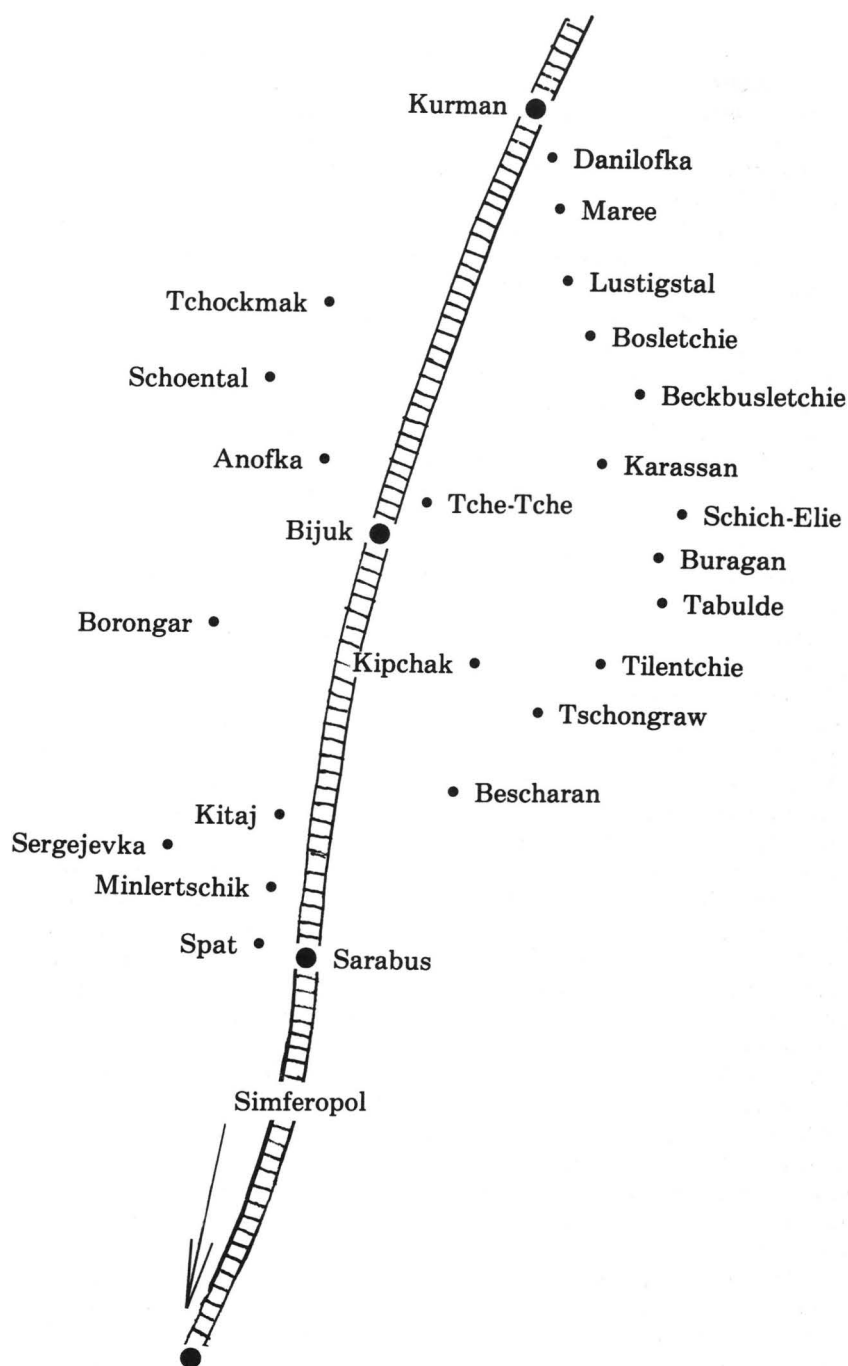 Kurman
Danilofka
Maree
Lustigstal
Tchockmak
Bosletchie
Schoental
Beckbusletchie
Anofka
Karassan
Tche-Tche
Schich-Elie
Bijuk
Buragan
Tabulde
Borongar
Kipchak
Tilentchie
Tschongraw
Bescharan
Kitaj
Sergejevka
Minlertschik
Spat
Sarabus
Simferopol